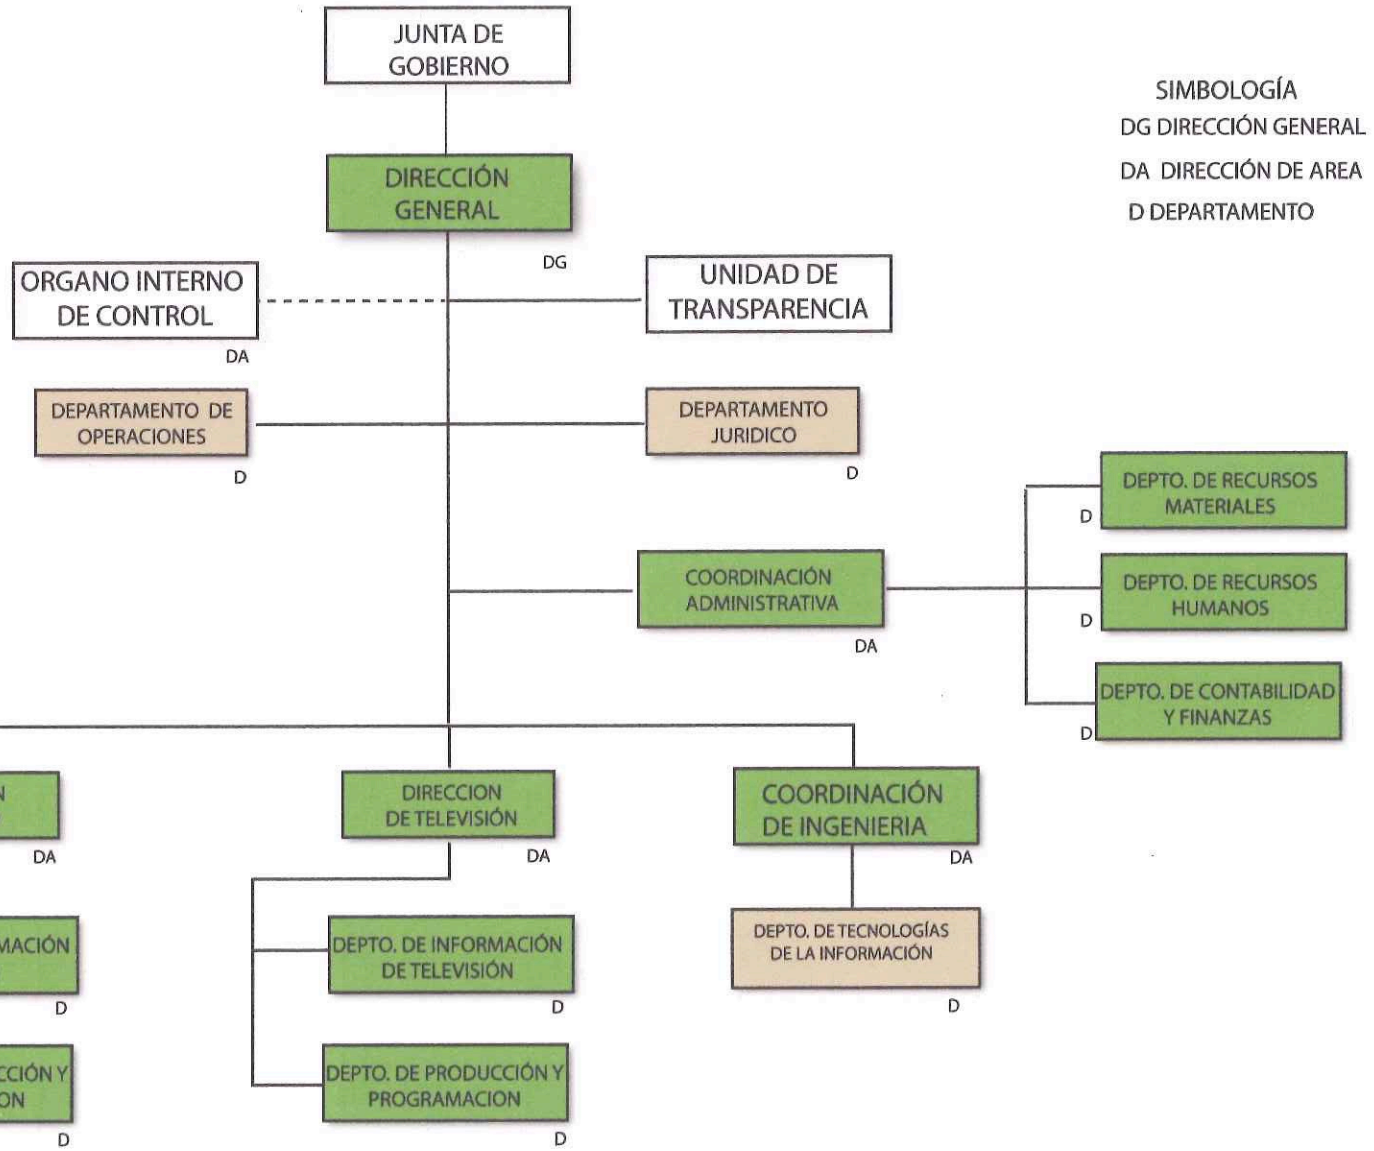 JUNTA DE
GOBIERNO
SIMBOLOGÍA
DG DIRECCIÓN GENERAL
DA DIRECCIÓN DE AREA
D DEPARTAMENTO
DIRECCIÓN
GENERAL
DG
ORGANO INTERNO
DE CONTROL
DA
UNIDAD DE
TRANSPARENCIA
DEPARTAMENTO DE
OPERACIONES
D
DEPARTAMENTO
JURIDICO
D
COORDINACIÓN
ADMINISTRATIVA
DA
DEPTO. DE RECURSOS
MATERIALES
D
DEPTO. DE RECURSOS
HUMANOS
D
DEPTO. DE CONTABILIDAD
Y FINANZAS
D
DA
DIRECCION
DE TELEVISIÓN
DA
COORDINACIÓN
DE INGENIERIA
DA
MACIÓN
D
DEPTO. DE INFORMACIÓN
DE TELEVISIÓN
D
DEPTO. DE TECNOLOGÍAS
DE LA INFORMACIÓN
D
CCIÓN Y
ON
D
DEPTO. DE PRODUCCIÓN Y
PROGRAMACION
D